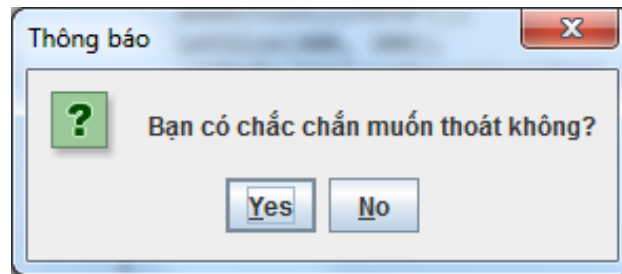 Thông báo
Bạn có chắc chắn muốn thoát không?
Yes No